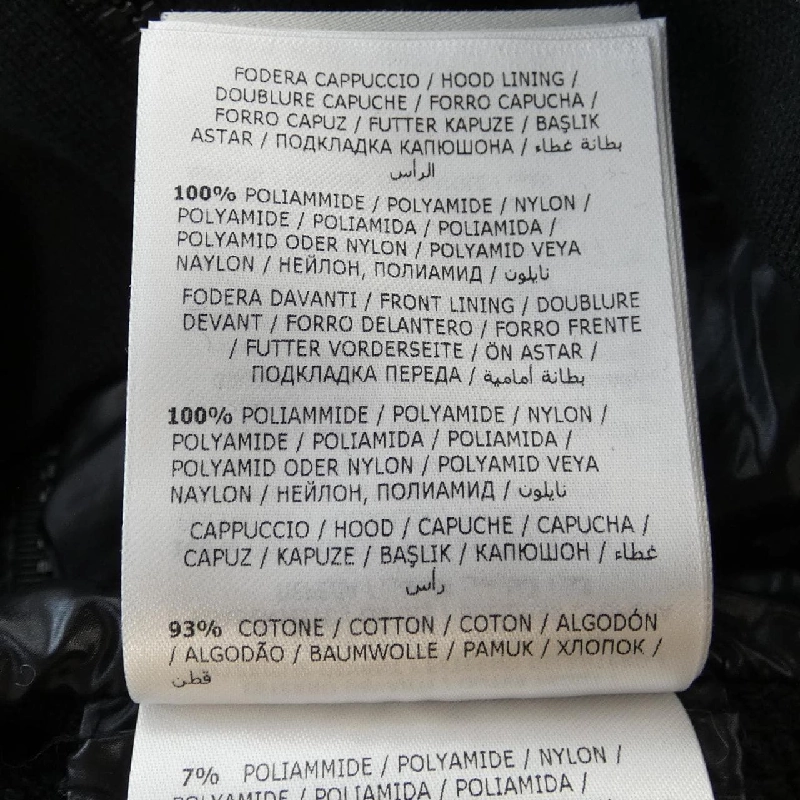 FODERA CAPPUCCIO / HOOD LINING /
DOUBLURE CAPUCHE / FORRO CAPUCHA /
FORRO CAPUZ / FUTTER KAPUZE / BAŞLIK
ASTAR / ПОДКЛАДКА КАПЮШОНА / بطانة غطاء
الرأس
100% POLIAMMIDE / POLYAMIDE / NYLON /
POLYAMIDE / POLIAMIDA / POLIAMIDA /
POLYAMID ODER NYLON / POLYAMID VEYA
NAYLON / НЕЙЛОН, ПОЛИАМИД / نايلون
FODERA DAVANTI / FRONT LINING / DOUBLURE
DEVANT / FORRO DELANTERO / FORRO FRENTE
/ FUTTER VORDERSEITE / ÖN ASTAR /
ПОДКЛАДКА ПЕРЕДА / بطانة أمامية
100% POLIAMMIDE / POLYAMIDE / NYLON /
POLYAMIDE / POLIAMIDA / POLIAMIDA /
POLYAMID ODER NYLON / POLYAMID VEYA
NAYLON / НЕЙЛОН, ПОЛИАМИД / نايلون
CAPPUCCIO / HOOD / CAPUCHE / CAPUCHA /
CAPUZ / KAPUZE / BAŞLIK / КАПЮШОН / غطاء
رأس
93% COTONE / COTTON / COTON / ALGODÓN
/ ALGODÃO / BAUMWOLLE / PAMUK / ХЛОПОК /
قطن
7% POLIAMMIDE / POLYAMIDE / NYLON /
POLYAMIDE / POLIAMIDA / POLIAMIDA /